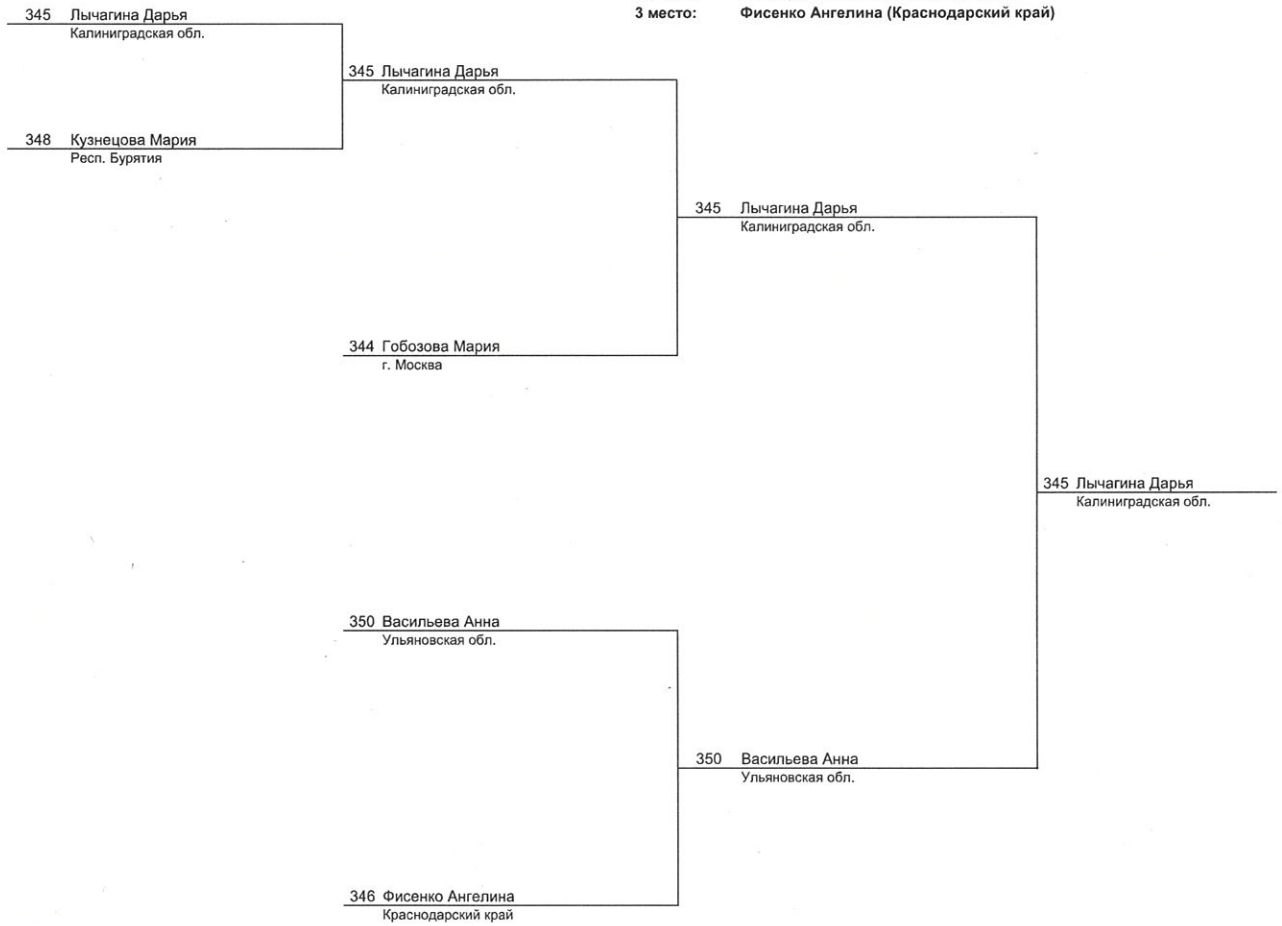 345 Лычагина Дарья
Калиниградская обл.
3 место: Фисенко Ангелина (Краснодарский край)
345 Лычагина Дарья
Калиниградская обл.
348 Кузнецова Мария
Респ. Бурятия
345 Лычагина Дарья
Калиниградская обл.
344 Гобозова Мария
г. Москва
345 Лычагина Дарья
Калиниградская обл.
350 Васильева Анна
Ульяновская обл.
350 Васильева Анна
Ульяновская обл.
346 Фисенко Ангелина
Краснодарский край